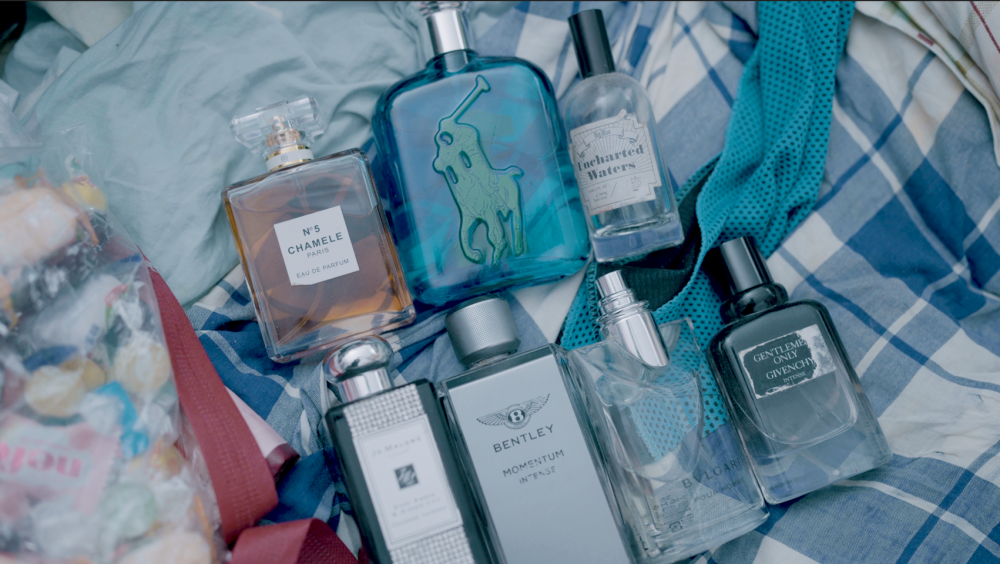 N°5
CHAMELE
PARIS
EAU DE PARFUM
Uncharted
Waters
GENTLEMEN
ONLY
GIVENCHY
INTENSE
B
BENTLEY
MOMENTUM
INTENSE
JO MALONE
BVLGARI